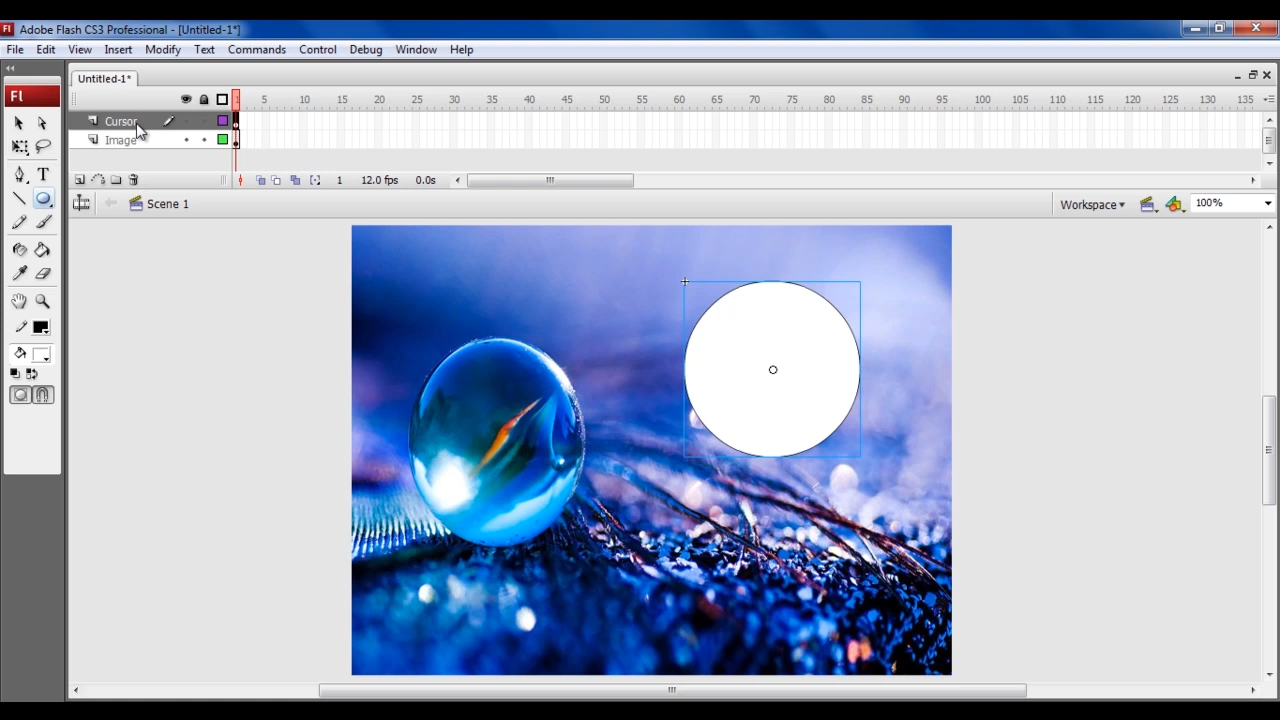 Fl Adobe Flash CS3 Professional - [Untitled-1*]
File Edit View Insert Modify Text Commands Control Debug Window Help
Untitled-1*
Fl
1 5 10 15 20 25 30 35 40 45 50 55 60 65 70 75 80 85 90 95 100 105 110 115 120 125 130 135
Cursor
Image
1 12.0 fps 0.0s
Scene 1 Workspace 100%
T